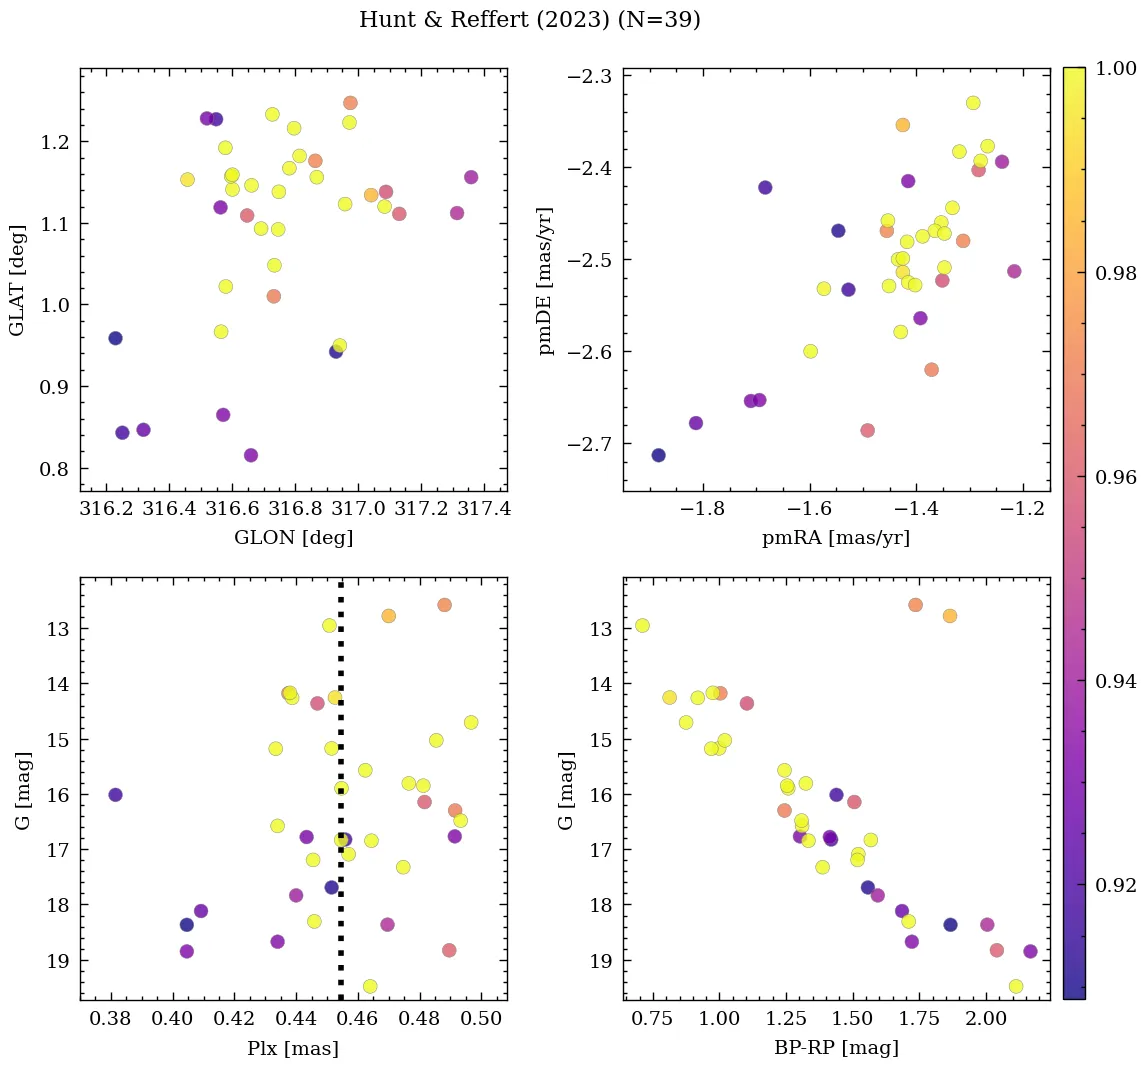 Hunt & Reffert (2023) (N=39)
1.2
1.1
1.0
0.9
0.8
GLAT [deg]
316.2 316.4 316.6 316.8 317.0 317.2 317.4
GLON [deg]
−2.3
−2.4
−2.5
−2.6
−2.7
pmDE [mas/yr]
−1.8 −1.6 −1.4 −1.2
pmRA [mas/yr]
1.00
0.98
0.96
0.94
0.92
13
14
15
16
17
18
19
G [mag]
0.38 0.40 0.42 0.44 0.46 0.48 0.50
Plx [mas]
13
14
15
16
17
18
19
G [mag]
0.75 1.00 1.25 1.50 1.75 2.00
BP-RP [mag]